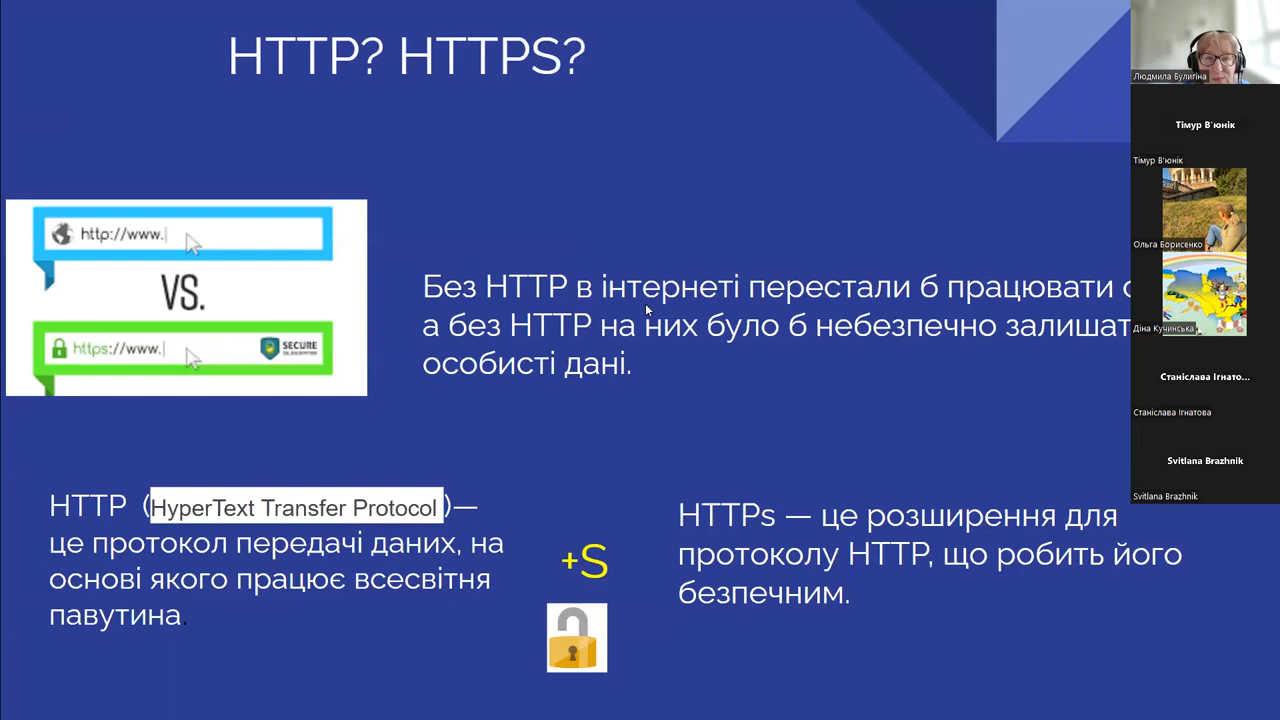 HTTP? HTTPS?
http://www.
VS.
https://www.
SECURE
Без HTTP в інтернеті перестали б працювати
а без HTTP на них було б небезпечно
особисті дані.
HTTP (HyperText Transfer Protocol)—
це протокол передачі даних, на
основі якого працює всесвітня
павутина.
+S
HTTPs — це розширення для
протоколу HTTP, що робить його
безпечним.
Людмила Булигіна
Тімур В'юнік
Тімур В'юнік
Ольга Борисенко
Діна Кучинська
Станіслава Ігнато...
Станіслава Ігнатова
Svitlana Brazhnik
Svitlana Brazhnik